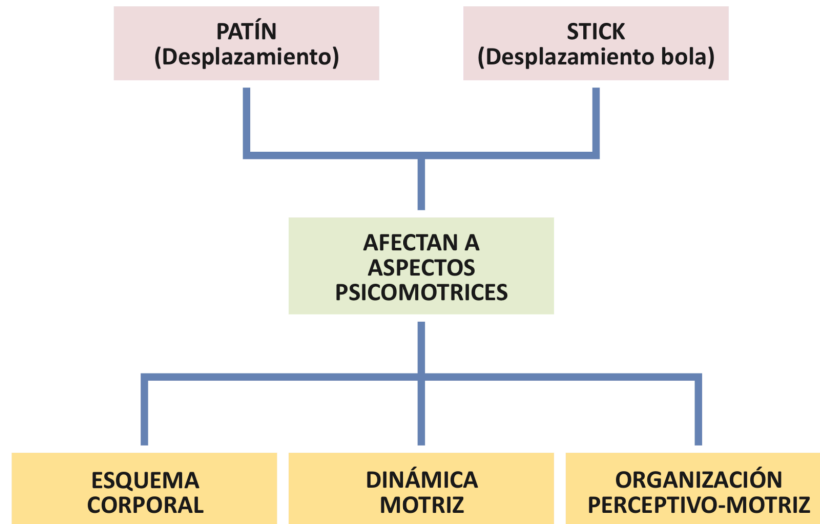 PATÍN
(Desplazamiento)
STICK
(Desplazamiento bola)
AFECTAN A
ASPECTOS
PSICOMOTRICES
ESQUEMA
CORPORAL
DINÁMICA
MOTRIZ
ORGANIZACIÓN
PERCEPTIVO-MOTRIZ